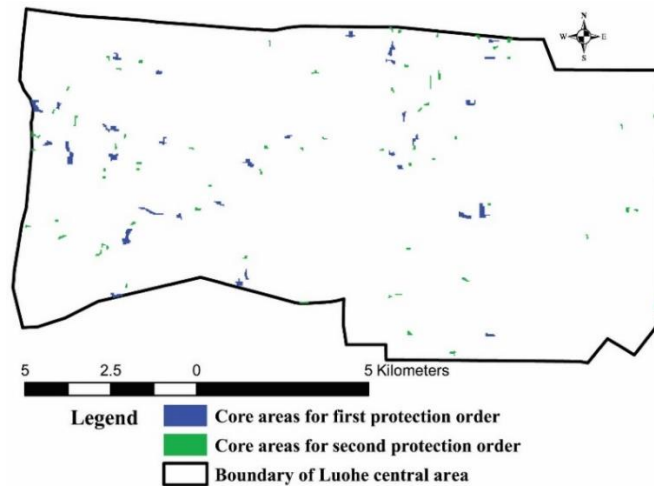 N
W E
S
5 2.5 0 5 Kilometers
Legend
Core areas for first protection order
Core areas for second protection order
Boundary of Luohe central area